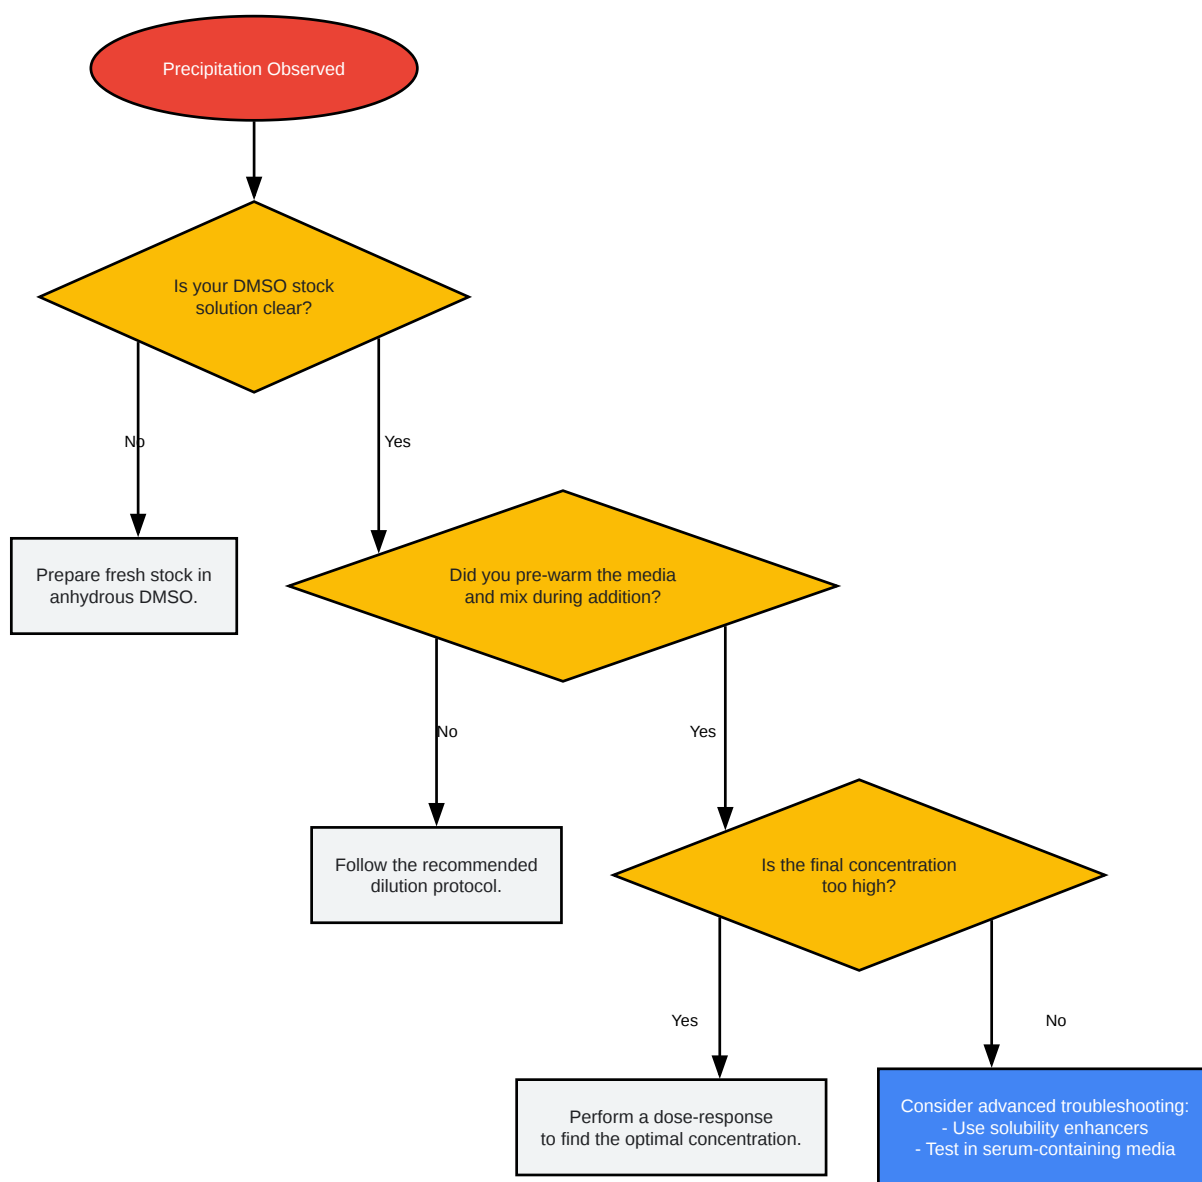 Precipitation Observed
Is your DMSO stock
solution clear?
No
Yes
Prepare fresh stock in
anhydrous DMSO.
Did you pre-warm the media
and mix during addition?
No
Yes
Follow the recommended
dilution protocol.
Is the final concentration
too high?
Yes
No
Perform a dose-response
to find the optimal concentration.
Consider advanced troubleshooting:
- Use solubility enhancers
- Test in serum-containing media